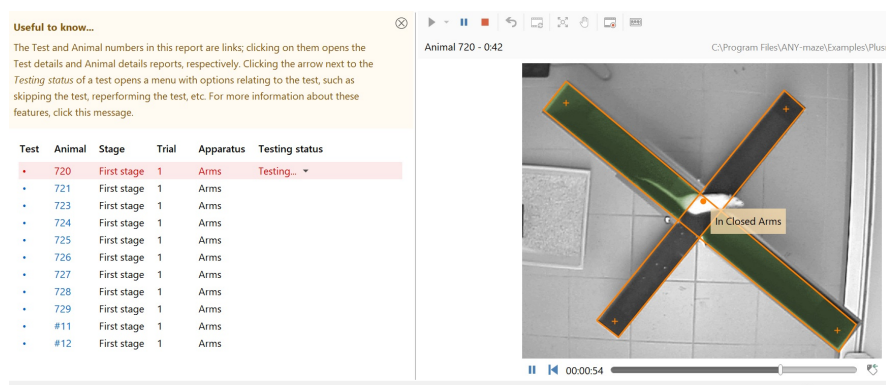 Useful to know...
The Test and Animal numbers in this report are links; clicking on them opens the
Test details and Animal details reports, respectively. Clicking the arrow next to the
Testing status of a test opens a menu with options relating to the test, such as
skipping the test, reperforming the test, etc. For more information about these
features, click this message.
Test Animal Stage Trial Apparatus Testing status
• 720 First stage 1 Arms Testing...
• 721 First stage 1 Arms
• 722 First stage 1 Arms
• 723 First stage 1 Arms
• 724 First stage 1 Arms
• 725 First stage 1 Arms
• 726 First stage 1 Arms
• 727 First stage 1 Arms
• 728 First stage 1 Arms
• 729 First stage 1 Arms
• #11 First stage 1 Arms
• #12 First stage 1 Arms
Animal 720 - 0:42 C:\Program Files\ANY-maze\Examples\Plus
In Closed Arms
00:00:54